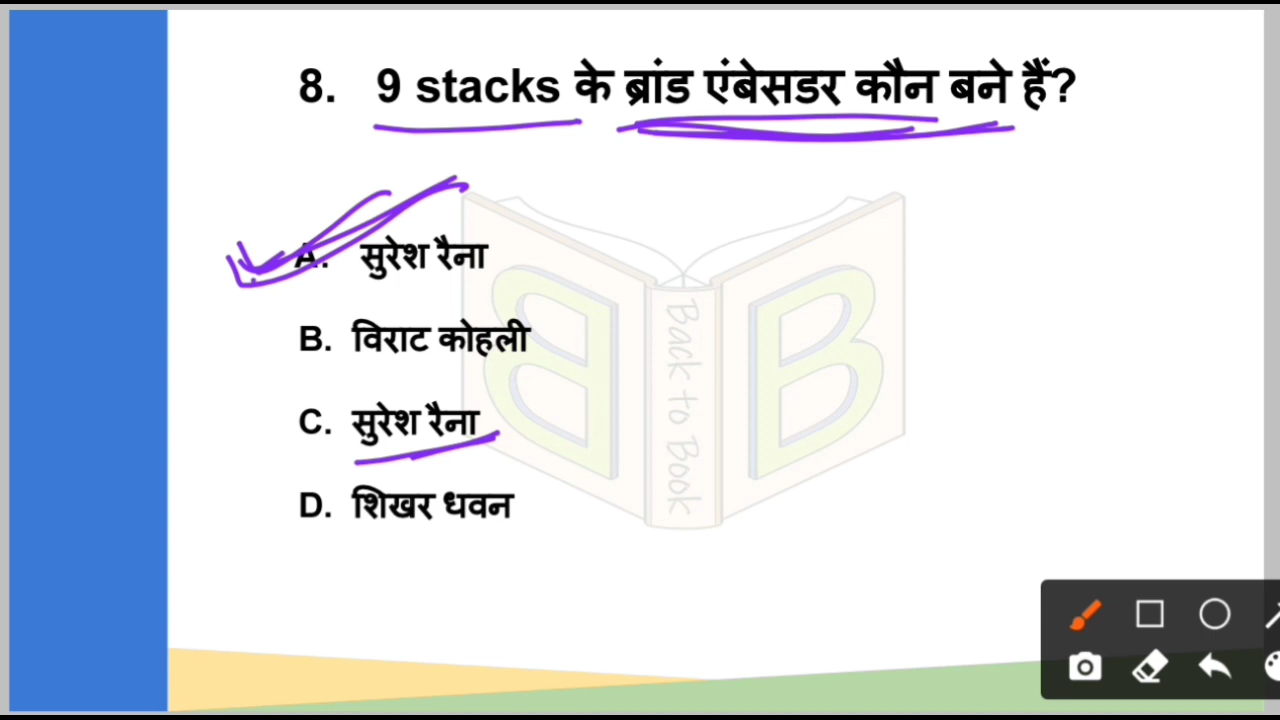 8. 9 stacks के ब्रांड एंबेसडर कौन बने हैं?
A. सुरेश रैना
B. विराट कोहली
C. सुरेश रैना
D. शिखर धवन
B B
Back to Book